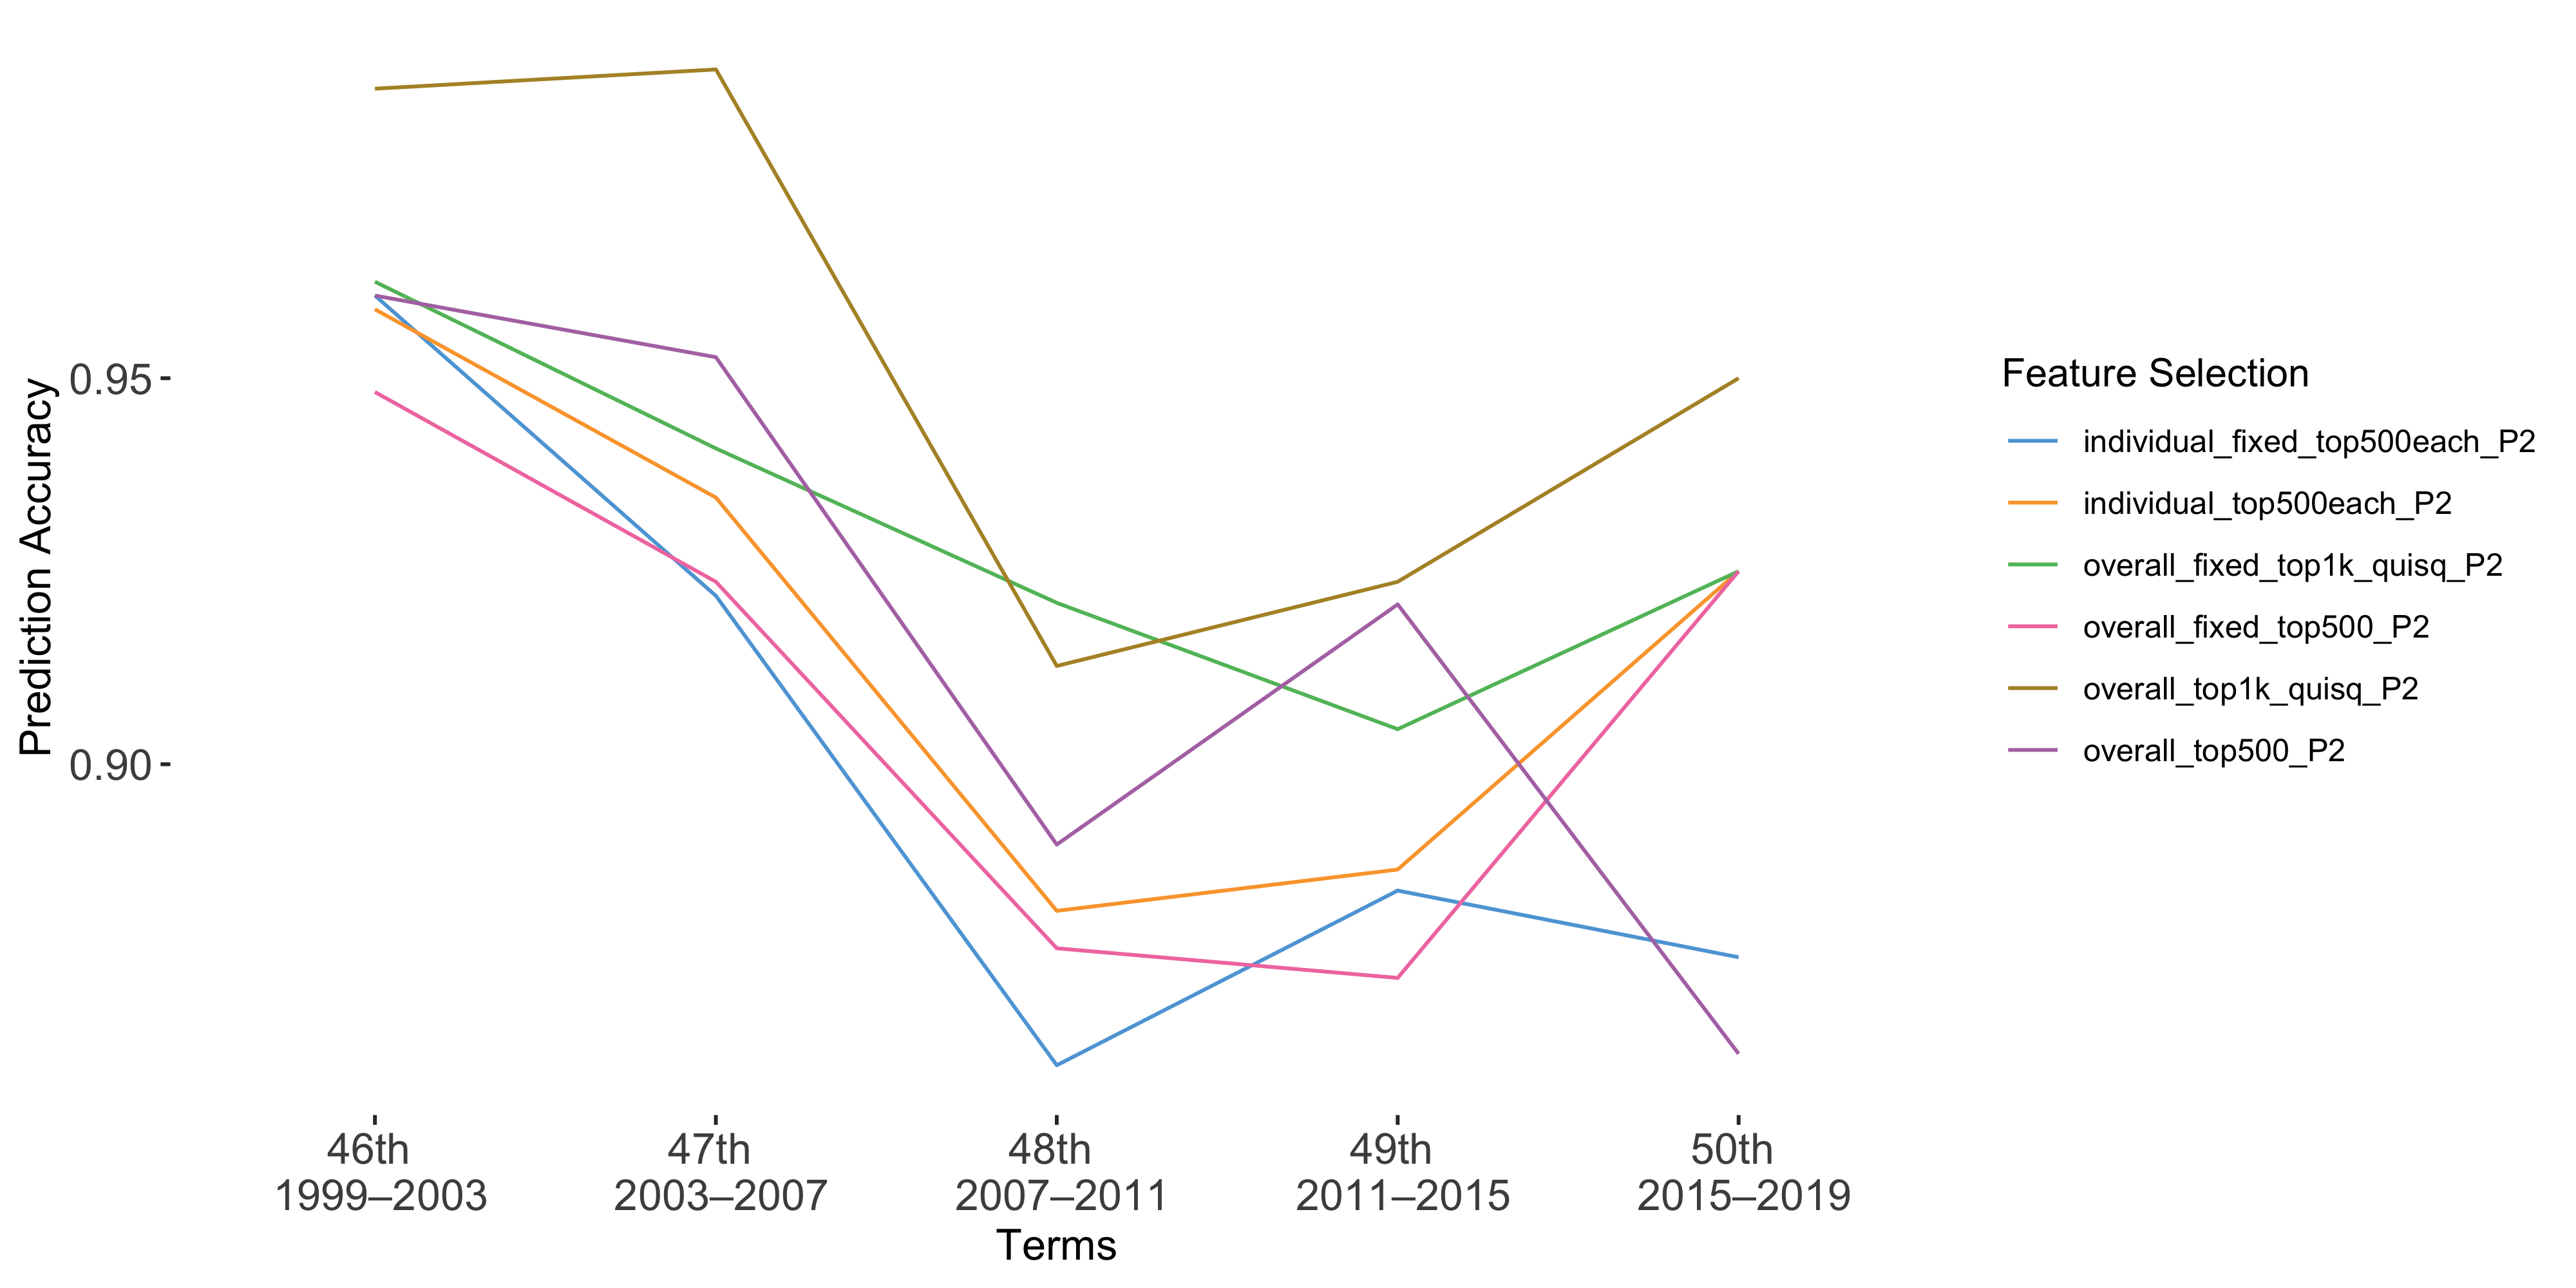 Prediction Accuracy
0.95
0.90
46th
1999–2003
47th
2003–2007
48th
2007–2011
49th
2011–2015
50th
2015–2019
Terms
Feature Selection
individual_fixed_top500each_P2
individual_top500each_P2
overall_fixed_top1k_quisq_P2
overall_fixed_top500_P2
overall_top1k_quisq_P2
overall_top500_P2